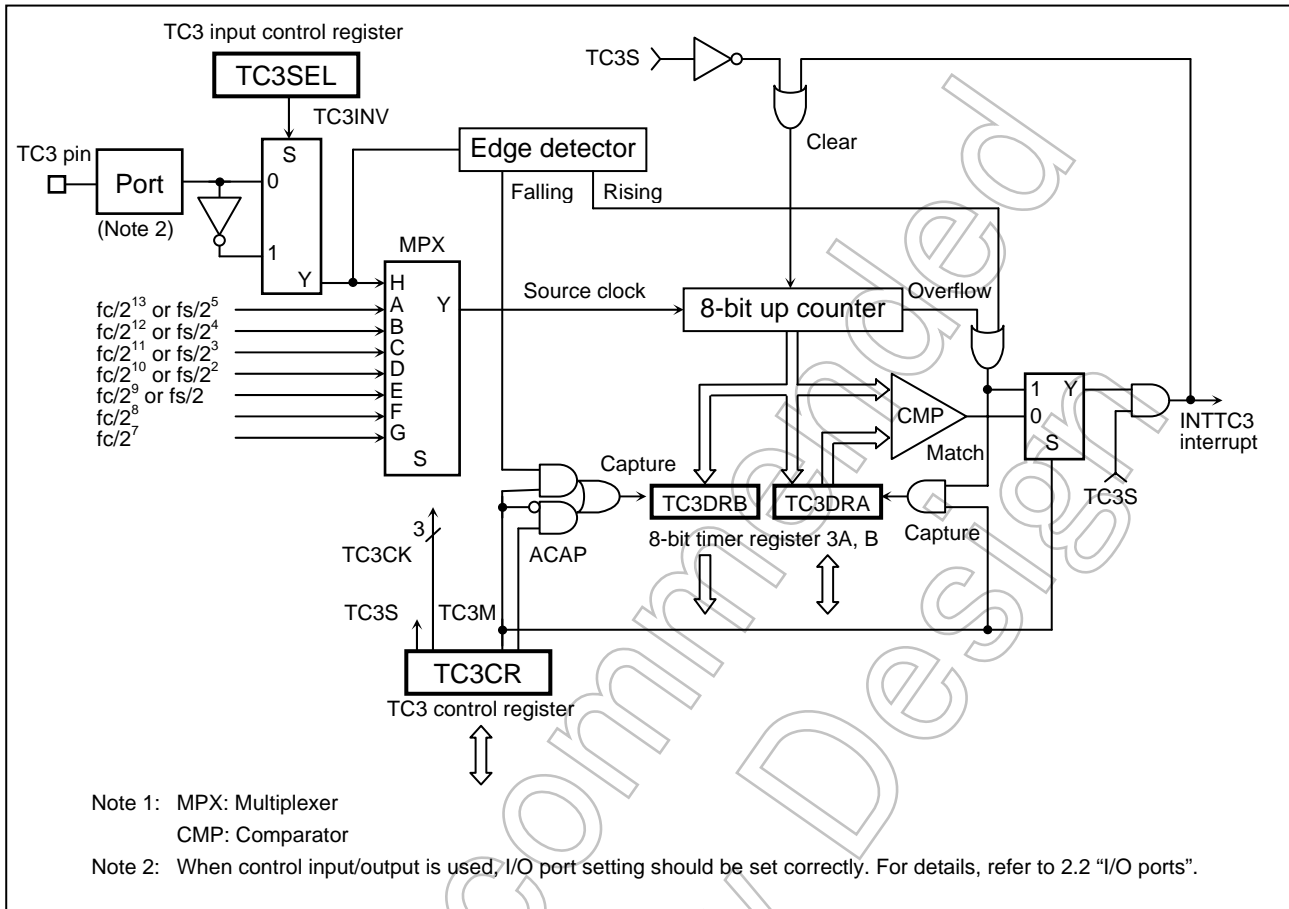 TC3 input control register
TC3SEL
TC3INV
TC3S
Clear
TC3 pin
Port
(Note 2)
S
0
1
Y
Edge detector
Falling
Rising
MPX
H
A
B
C
D
E
F
G
Y
S
fc/2^13 or fs/2^5
fc/2^12 or fs/2^4
fc/2^11 or fs/2^3
fc/2^10 or fs/2^2
fc/2^9 or fs/2
fc/2^8
fc/2^7
Source clock
8-bit up counter
Overflow
CMP
Match
1
0
Y
S
INTTC3
interrupt
TC3S
Capture
TC3DRB
TC3DRA
Capture
8-bit timer register 3A, B
ACAP
3
TC3CK
TC3S
TC3M
TC3CR
TC3 control register
Note 1: MPX: Multiplexer
CMP: Comparator
Note 2: When control input/output is used, I/O port setting should be set correctly. For details, refer to 2.2 “I/O ports”.
commended
Design